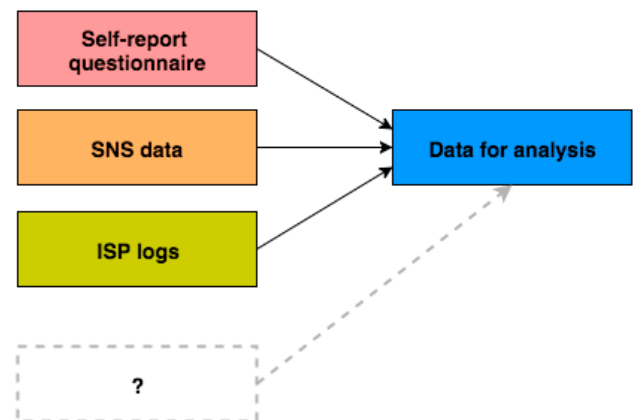 Self-report
questionnaire
SNS data
Data for analysis
ISP logs
?